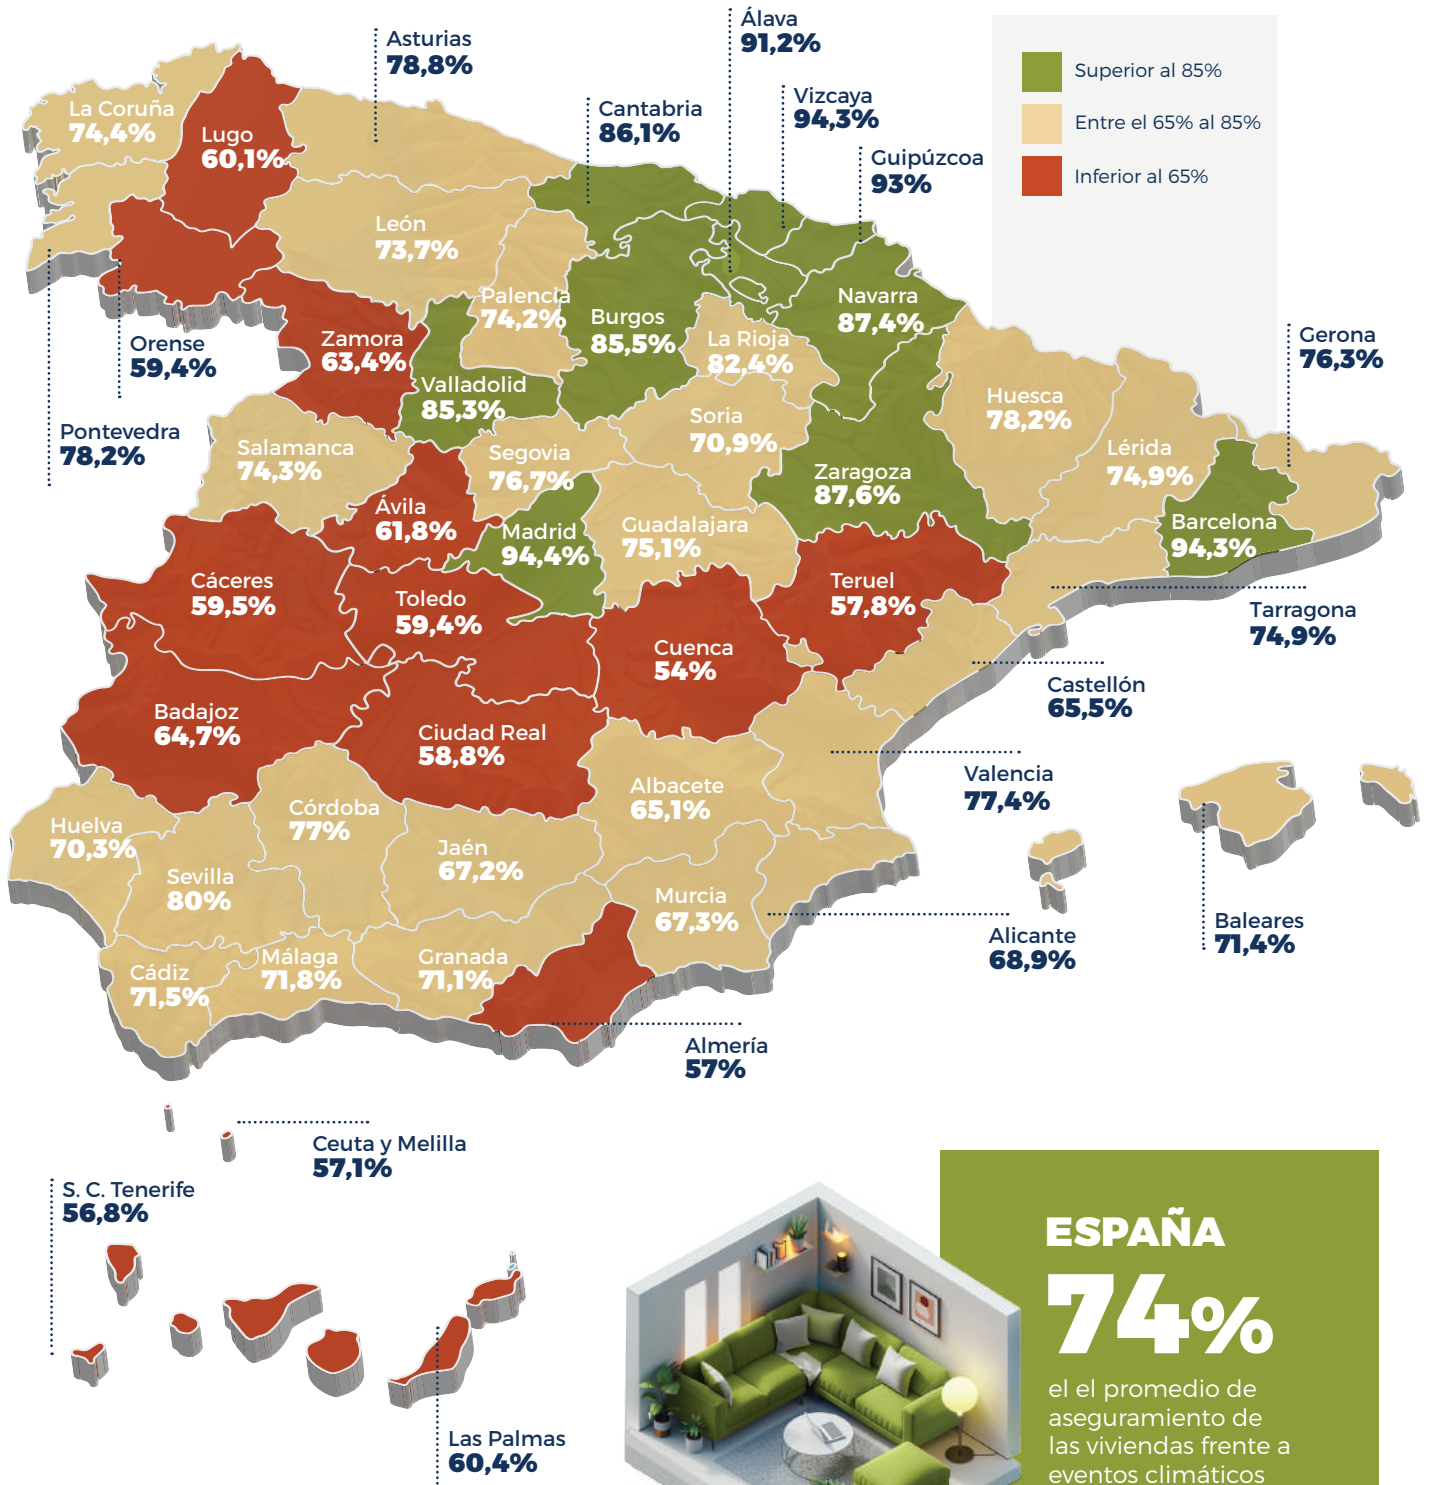 Asturias
78,8%
Álava
91,2%
Cantabria
86,1%
Vizcaya
94,3%
Guipúzcoa
93%
Superior al 85%
Entre el 65% al 85%
Inferior al 65%
La Coruña
74,4%
Lugo
60,1%
León
73,7%
Palencia
74,2%
Burgos
85,5%
Navarra
87,4%
La Rioja
82,4%
Gerona
76,3%
Orense
59,4%
Zamora
63,4%
Valladolid
85,3%
Pontevedra
78,2%
Salamanca
74,3%
Segovia
76,7%
Soria
70,9%
Huesca
78,2%
Lérida
74,9%
Zaragoza
87,6%
Ávila
61,8%
Madrid
94,4%
Guadalajara
75,1%
Barcelona
94,3%
Cáceres
59,5%
Toledo
59,4%
Teruel
57,8%
Tarragona
74,9%
Cuenca
54%
Castellón
65,5%
Badajoz
64,7%
Ciudad Real
58,8%
Valencia
77,4%
Albacete
65,1%
Huelva
70,3%
Córdoba
77%
Jaén
67,2%
Sevilla
80%
Murcia
67,3%
Alicante
68,9%
Baleares
71,4%
Cádiz
71,5%
Málaga
71,8%
Granada
71,1%
Almería
57%
Ceuta y Melilla
57,1%
S. C. Tenerife
56,8%
Las Palmas
60,4%
ESPAÑA
74%
el el promedio de
aseguramiento de
las viviendas frente a
eventos climáticos